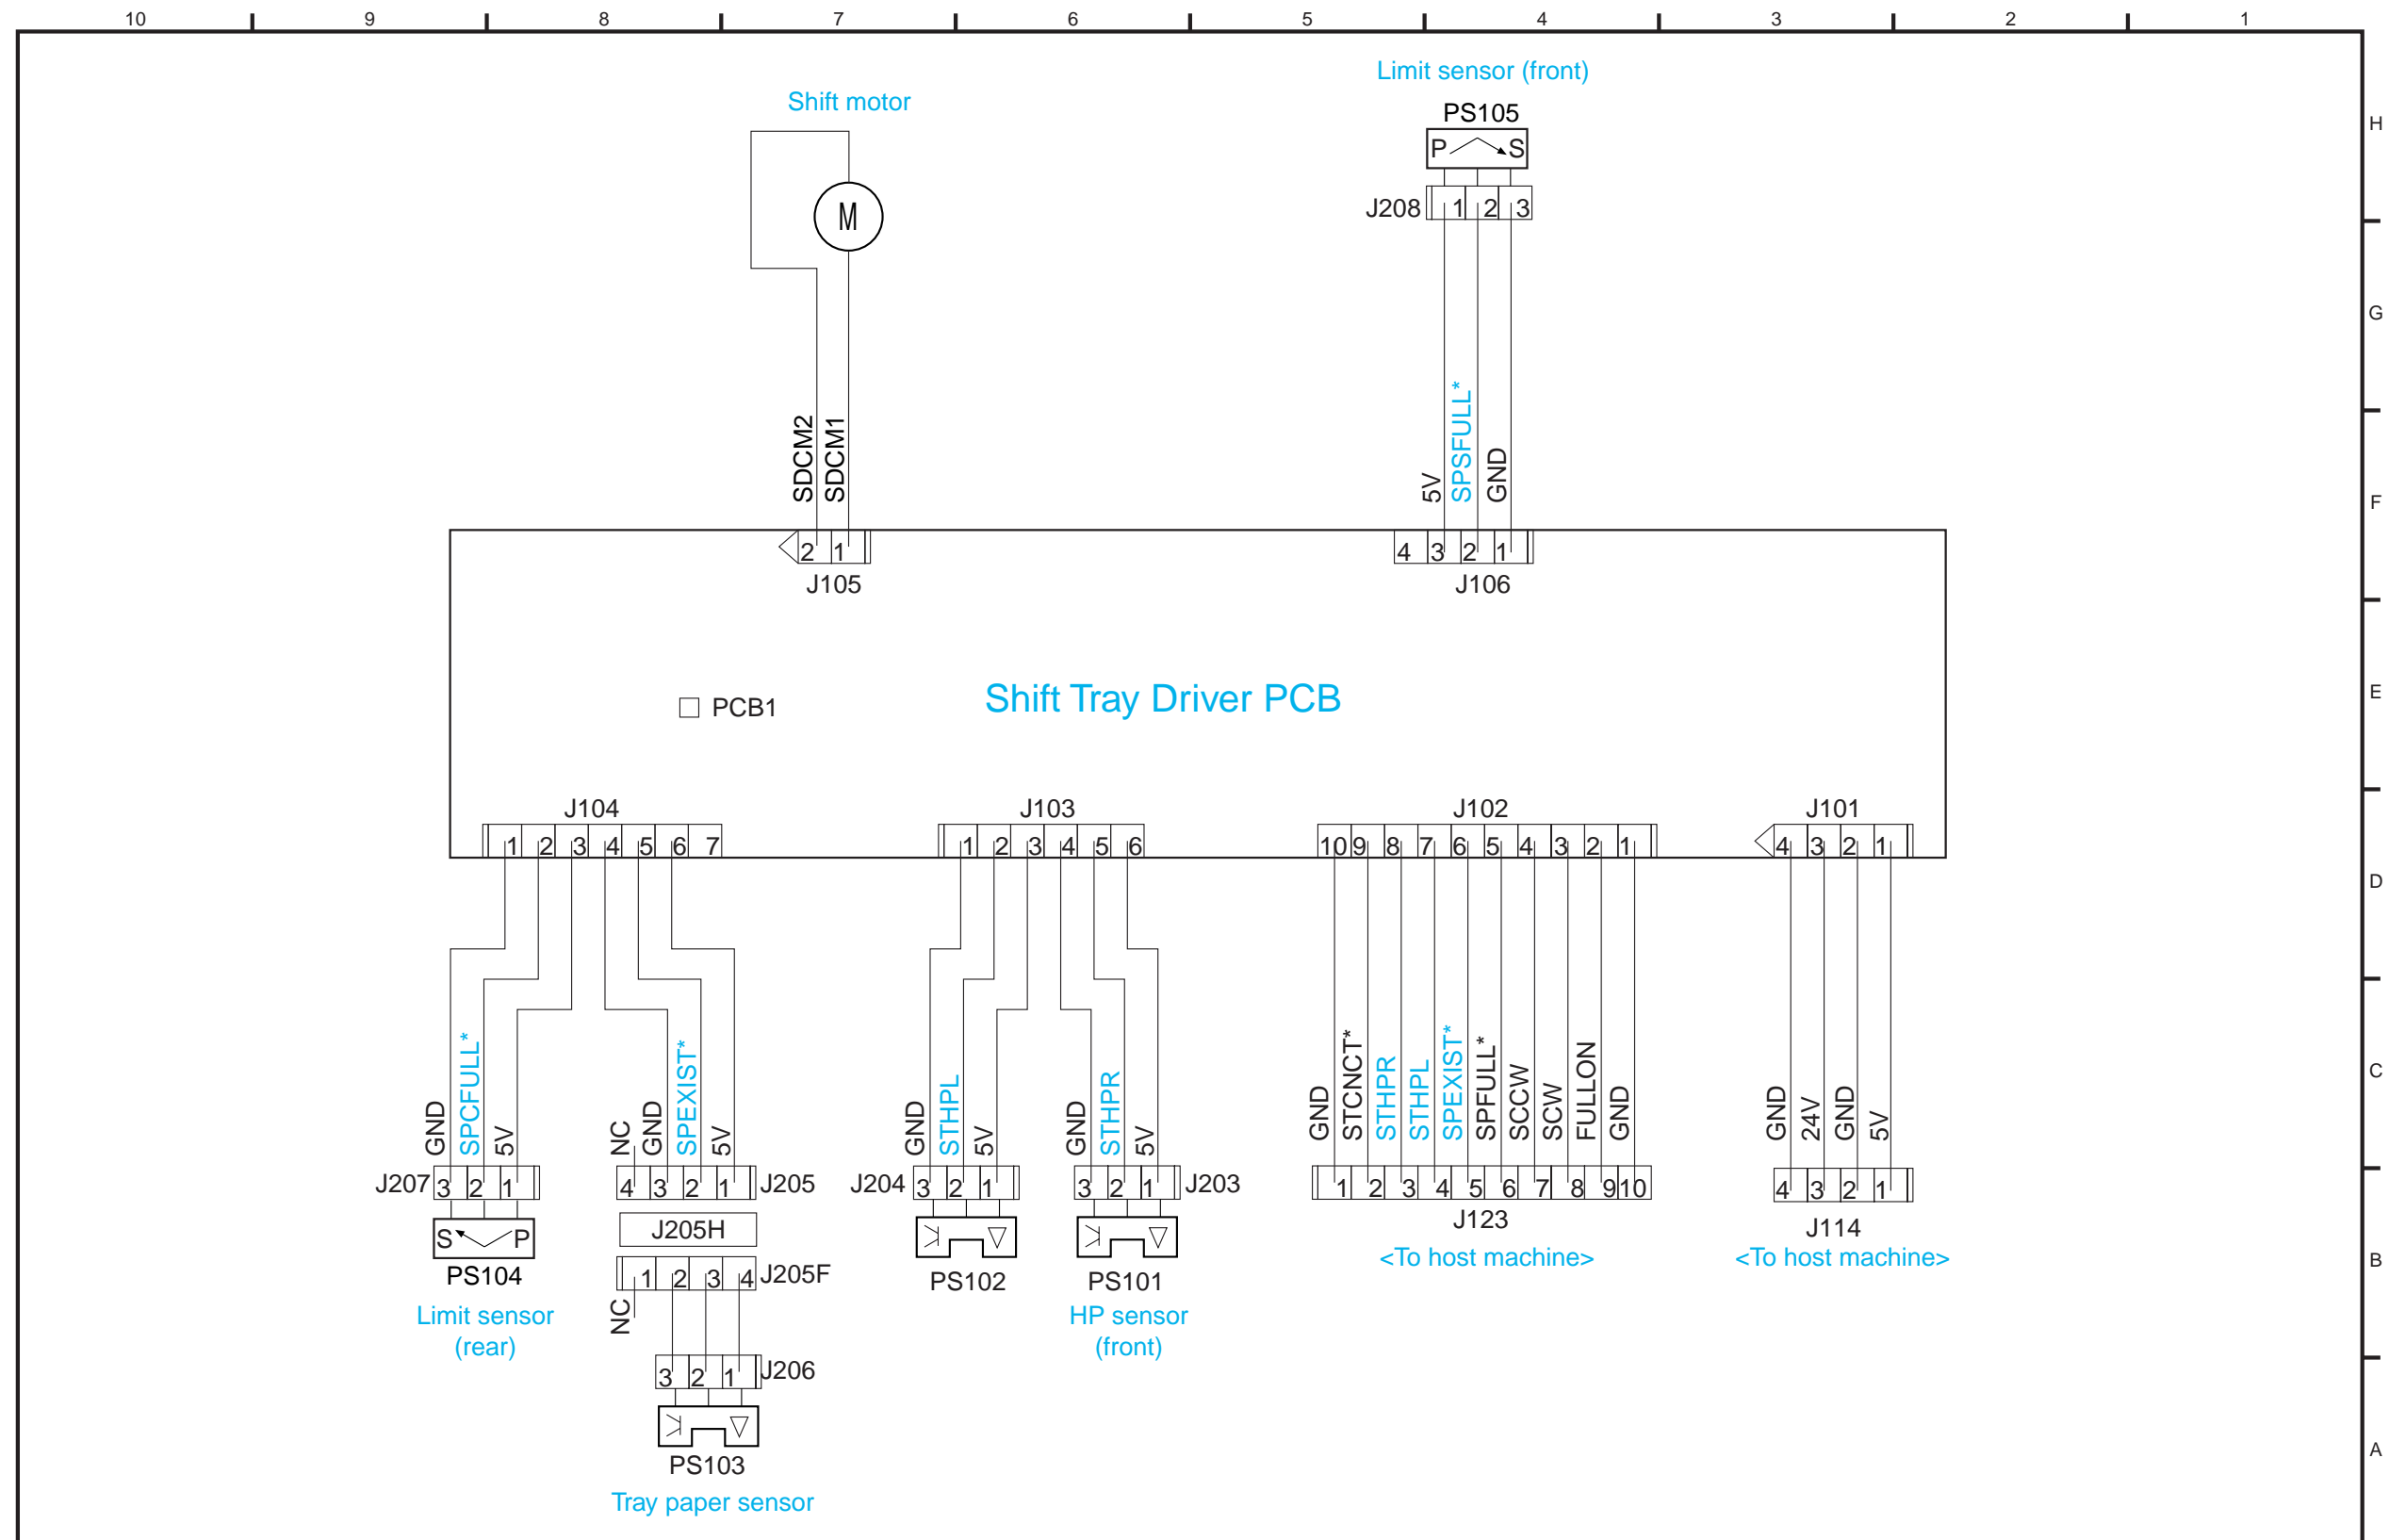 10 9 8 7 6 5 4 3 2 1
Limit sensor (front)
Shift motor
PS105
H
P S
M
J208 1 2 3
G
SDCM2
SDCM1
5V
SPSFULL*
GND
F
2 1
4 3 2 1
J105
J106
Shift Tray Driver PCB
E
PCB1
J104
J103
J102
J101
1 2 3 4 5 6 7
1 2 3 4 5 6
10 9 8 7 6 5 4 3 2 1
4 3 2 1
D
GND
SPCFULL*
5V
NC
GND
SPEXIST*
5V
GND
STHPL
5V
GND
STHPR
5V
GND
STCNCT*
STHPR
STHPL
SPEXIST*
SPFULL*
SCCW
SCW
FULLON
GND
GND
24V
GND
5V
C
J207 3 2 1
4 3 2 1 J205
J204 3 2 1
3 2 1 J203
1 2 3 4 5 6 7 8 9 10
4 3 2 1
S P
J205H
J123
J114
<To host machine>
<To host machine>
B
PS104
1 2 3 4 J205F
PS102
PS101
NC
Limit sensor
(rear)
HP sensor
(front)
3 2 1 J206
A
PS103
Tray paper sensor